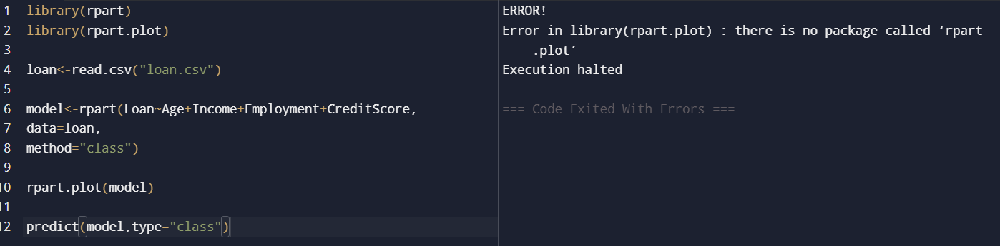 1 library(rpart)
2 library(rpart.plot)
3
4 loan<-read.csv("loan.csv")
5
6 model<-rpart(Loan~Age+Income+Employment+CreditScore,
7 data=loan,
8 method="class")
9
10 rpart.plot(model)
11
12 predict(model,type="class")
ERROR!
Error in library(rpart.plot) : there is no package called ‘rpart
.plot’
Execution halted
=== Code Exited With Errors ===